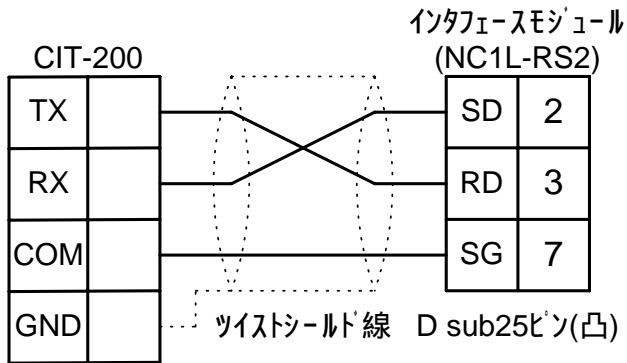 インタフェースモジュール
CIT-200 (NC1L-RS2)
TX SD 2
RX RD 3
COM SG 7
GND ツイストシールド線 D sub25ピン(凸)